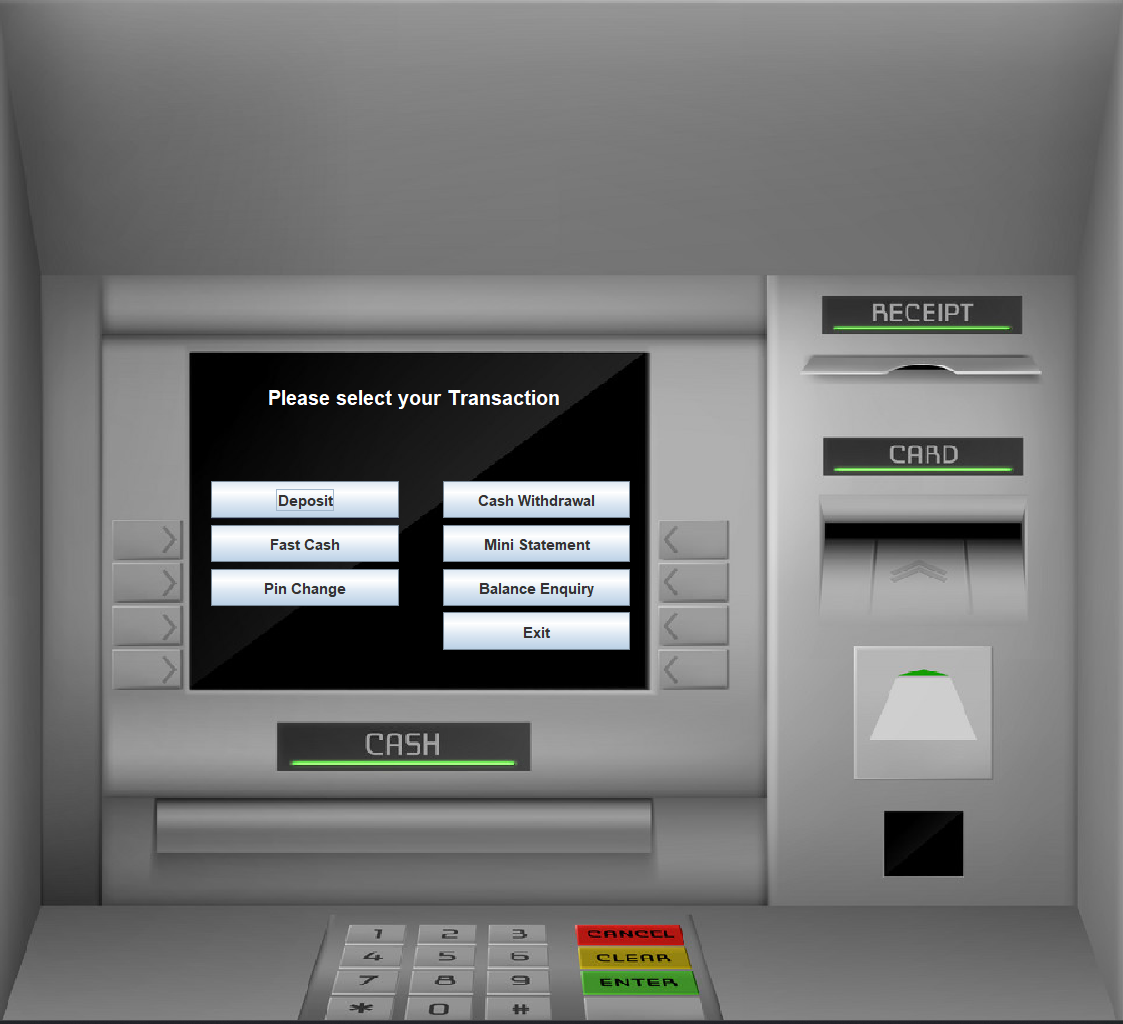 RECEIPT
Please select your Transaction
CARD
Deposit
Cash Withdrawal
Fast Cash
Mini Statement
Pin Change
Balance Enquiry
Exit
CASH
1 2 3 CANCEL
4 5 6 CLEAR
7 8 9 ENTER
* 0 #